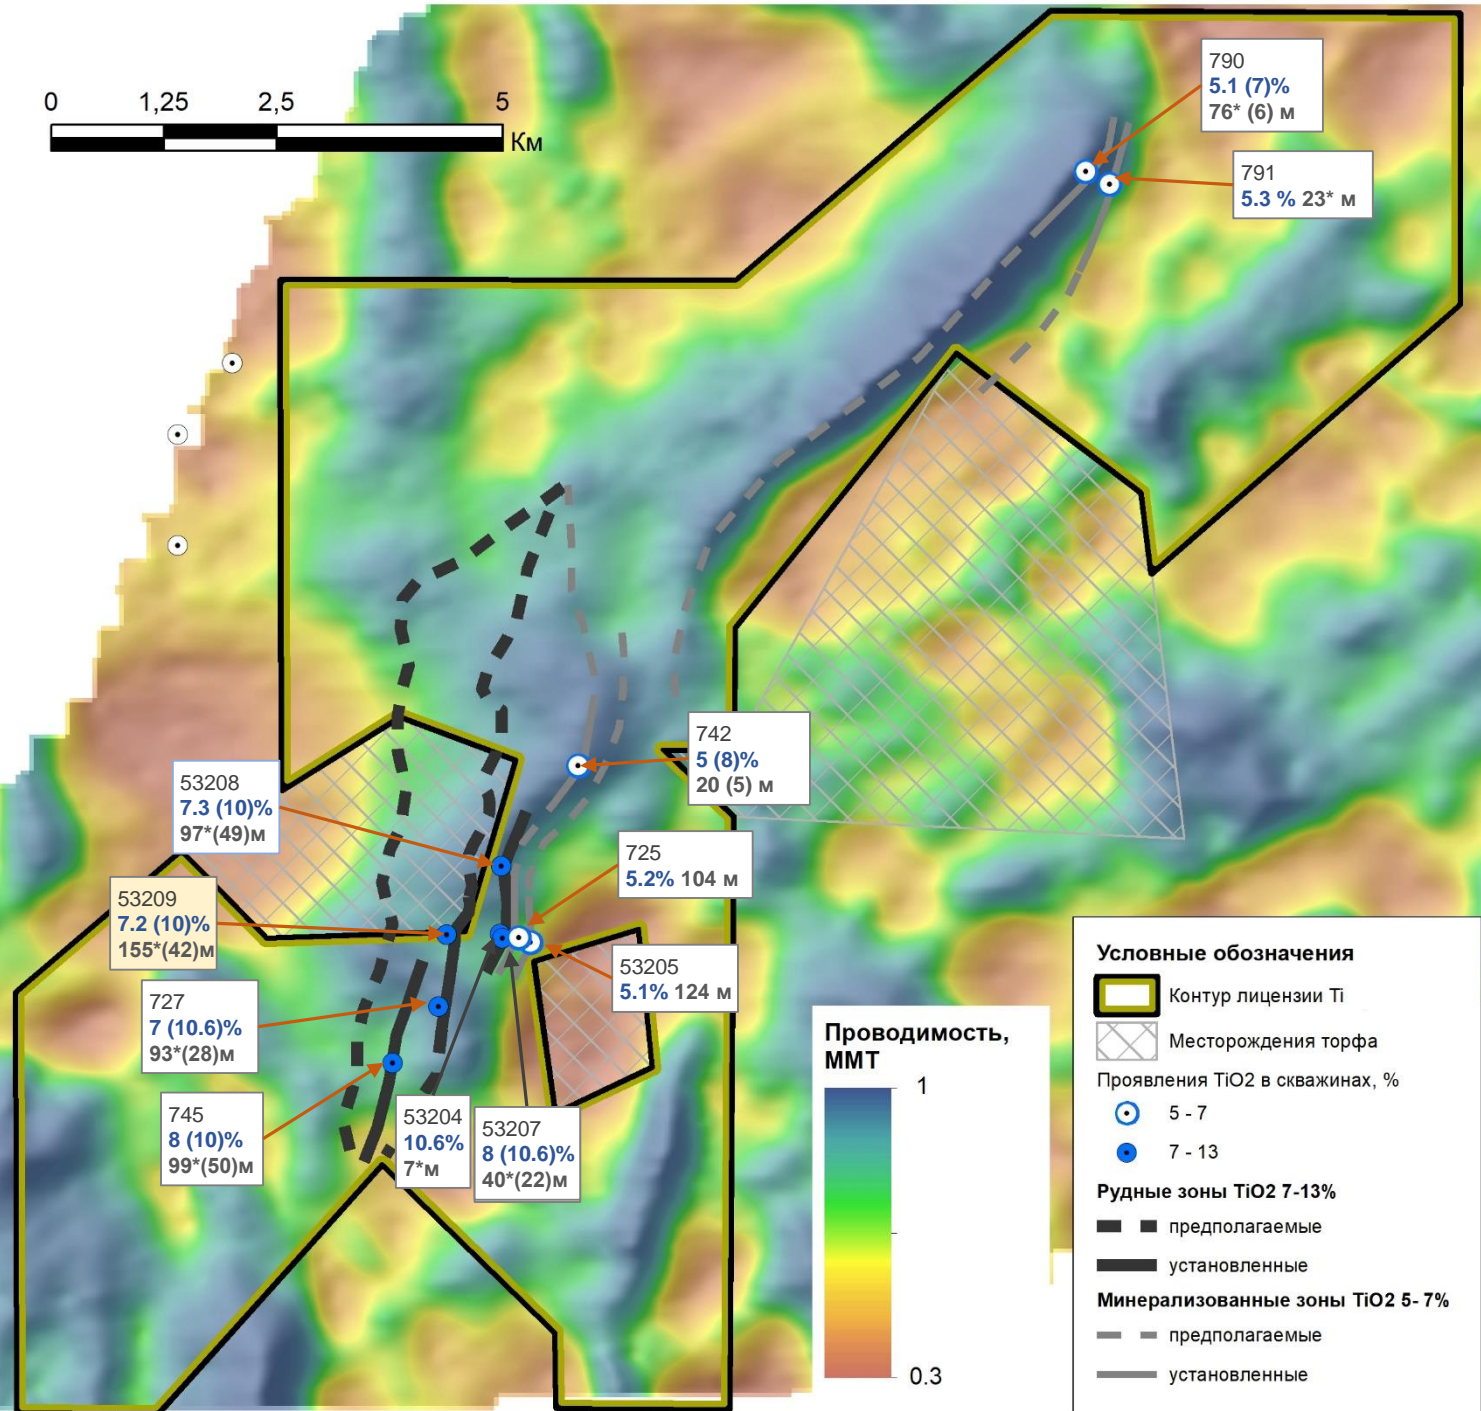 0 1,25 2,5 5
Км
790
5.1 (7)%
76* (6) м
791
5.3 % 23* м
742
5 (8)%
20 (5) м
53208
7.3 (10)%
97*(49)м
725
5.2% 104 м
53209
7.2 (10)%
155*(42)м
53205
5.1% 124 м
727
7 (10.6)%
93*(28)м
745
8 (10)%
99*(50)м
53204
10.6%
7*м
53207
8 (10.6)%
40*(22)м
Проводимость,
ММТ
1
0.3
Условные обозначения
Контур лицензии Ti
Месторождения торфа
Проявления TiO2 в скважинах, %
5 - 7
7 - 13
Рудные зоны TiO2 7-13%
предполагаемые
установленные
Минерализованные зоны TiO2 5- 7%
предполагаемые
установленные